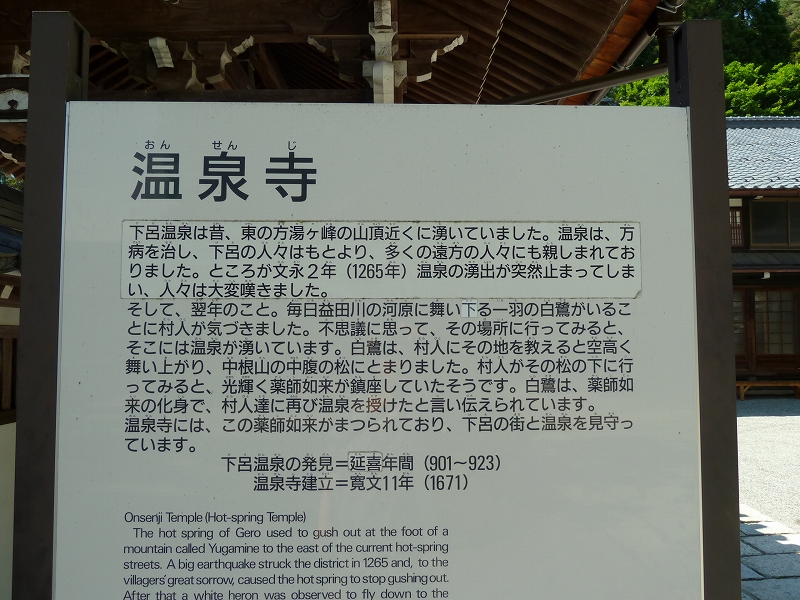 おん せん じ
温泉寺
下呂温泉は昔、東の方湯ヶ峰の山頂近くに湧いていました。温泉は、万
病を治し、下呂の人々はもとより、多くの遠方の人々にも親しまれてお
りました。ところが文永２年（1265年）温泉の湧出が突然止まってしま
い、人々は大変嘆きました。
そして、翌年のこと。毎日益田川の河原に舞い下る一羽の白鷺がいるこ
とに村人が気づきました。不思議に思って、その場所に行ってみると、
そこには温泉が湧いています。白鷺は、村人にその地を教えると空高く
舞い上がり、中根山の中腹の松にとまりました。村人がその松の下に行
ってみると、光輝く薬師如来が鎮座していたそうです。白鷺は、薬師如
来の化身で、村人達に再び温泉を授けたと言い伝えられています。
温泉寺には、この薬師如来がまつられており、下呂の街と温泉を見守っ
ています。
下呂温泉の発見＝延喜年間（901〜923）
温泉寺建立＝寛文11年（1671）
Onsenji Temple (Hot-spring Temple)
The hot spring of Gero used to gush out at the foot of a
mountain called Yugamine to the east of the current hot-spring
streets. A big earthquake struck the district in 1265 and, to the
villagers' great sorrow, caused the hot spring to stop gushing out.
After that a white heron was observed to fly down to the